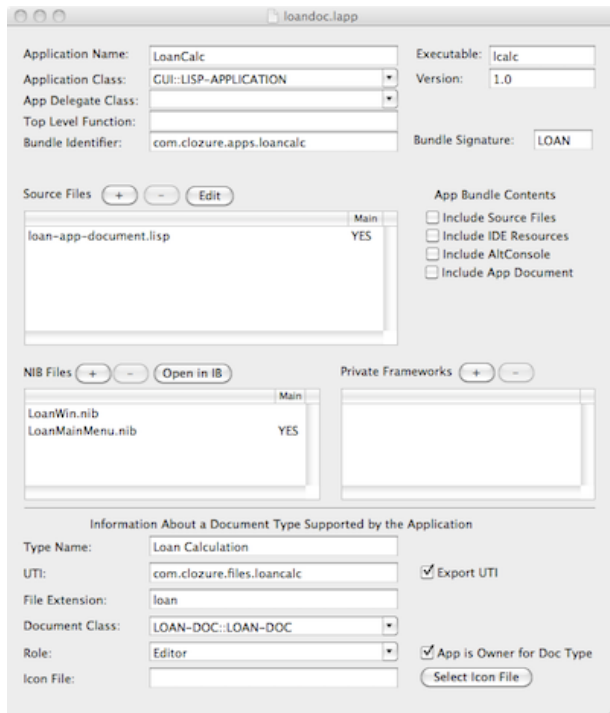 loandoc.lapp
Application Name: LoanCalc Executable: lcalc
Application Class: GUI::LISP-APPLICATION Version: 1.0
App Delegate Class:
Top Level Function:
Bundle Identifier: com.clozure.apps.loancalc Bundle Signature: LOAN
Source Files + - Edit App Bundle Contents
Main Include Source Files
loan-app-document.lisp YES Include IDE Resources
Include AltConsole
Include App Document
NIB Files + - Open in IB Private Frameworks + -
Main
LoanWin.nib
LoanMainMenu.nib YES
Information About a Document Type Supported by the Application
Type Name: Loan Calculation
UTI: com.clozure.files.loancalc Export UTI
File Extension: loan
Document Class: LOAN-DOC::LOAN-DOC
Role: Editor App is Owner for Doc Type
Icon File: Select Icon File